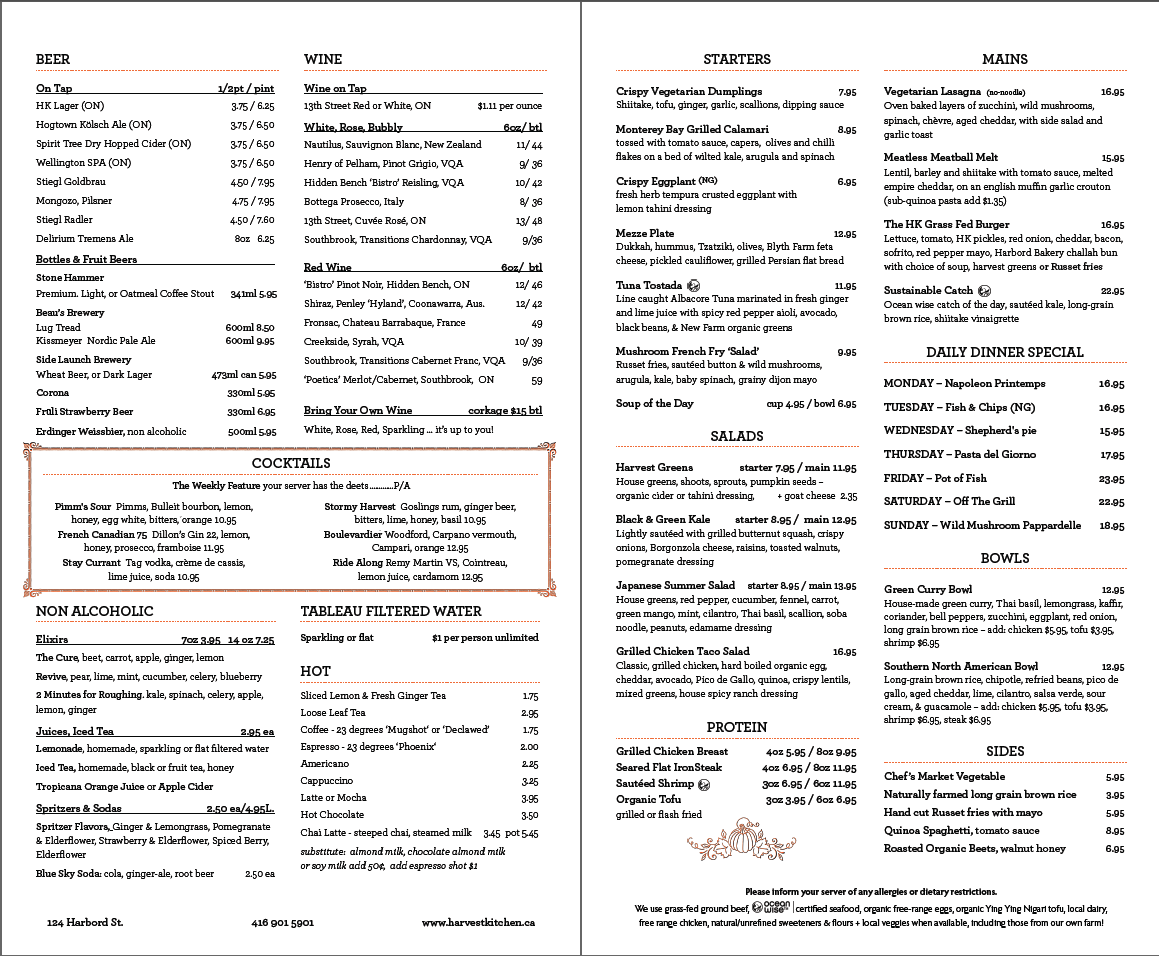 BEER
On Tap 1/2pt / pint
HK Lager (ON) 3.75 / 6.25
Hogtown Kölsch Ale (ON) 3.75 / 6.50
Spirit Tree Dry Hopped Cider (ON) 3.75 / 6.50
Wellington SPA (ON) 3.75 / 6.50
Stiegl Goldbrau 4.50 / 7.95
Mongozo, Pilsner 4.75 / 7.95
Stiegl Radler 4.50 / 7.60
Delirium Tremens Ale 8oz 6.25
Bottles & Fruit Beers
Stone Hammer
Premium. Light, or Oatmeal Coffee Stout 341ml 5.95
Beau's Brewery
Lug Tread 600ml 8.50
Kissmeyer Nordic Pale Ale 600ml 9.95
Side Launch Brewery
Wheat Beer, or Dark Lager 473ml can 5.95
Corona 330ml 5.95
Früli Strawberry Beer 330ml 6.95
Erdinger Weissbier, non alcoholic 500ml 5.95
WINE
Wine on Tap
13th Street Red or White, ON $1.11 per ounce
White, Rose, Bubbly 6oz/ btl
Nautilus, Sauvignon Blanc, New Zealand 11/ 44
Henry of Pelham, Pinot Grigio, VQA 9/ 36
Hidden Bench 'Bistro' Reisling, VQA 10/ 42
Bottega Prosecco, Italy 8/ 36
13th Street, Cuvée Rosé, ON 13/ 48
Southbrook, Transitions Chardonnay, VQA 9/36
Red Wine 6oz/ btl
'Bistro' Pinot Noir, Hidden Bench, ON 12/ 46
Shiraz, Penley 'Hyland', Coonawarra, Aus. 12/ 42
Fronsac, Chateau Barrabaque, France 49
Creekside, Syrah, VQA 10/ 39
Southbrook, Transitions Cabernet Franc, VQA 9/36
'Poetica' Merlot/Cabernet, Southbrook, ON 59
Bring Your Own Wine corkage $15 btl
White, Rose, Red, Sparkling ... it's up to you!
COCKTAILS
The Weekly Feature your server has the deets............P/A
Pimm's Sour Pimms, Bulleit bourbon, lemon,
honey, egg white, bitters, orange 10.95
French Canadian 75 Dillon's Gin 22, lemon,
honey, prosecco, framboise 11.95
Stay Currant Tag vodka, crème de cassis,
lime juice, soda 10.95
Stormy Harvest Goslings rum, ginger beer,
bitters, lime, honey, basil 10.95
Boulevardier Woodford, Carpano vermouth,
Campari, orange 12.95
Ride Along Remy Martin VS, Cointreau,
lemon juice, cardamom 12.95
NON ALCOHOLIC
Elixirs 7oz 3.95 14 oz 7.25
The Cure, beet, carrot, apple, ginger, lemon
Revive, pear, lime, mint, cucumber, celery, blueberry
2 Minutes for Roughing. kale, spinach, celery, apple,
lemon, ginger
Juices, Iced Tea 2.95 ea
Lemonade, homemade, sparkling or flat filtered water
Iced Tea, homemade, black or fruit tea, honey
Tropicana Orange Juice or Apple Cider
Spritzers & Sodas 2.50 ea/4.95L.
Spritzer Flavors, Ginger & Lemongrass, Pomegranate
& Elderflower, Strawberry & Elderflower, Spiced Berry,
Elderflower
Blue Sky Soda: cola, ginger-ale, root beer 2.50 ea
TABLEAU FILTERED WATER
Sparkling or flat $1 per person unlimited
HOT
Sliced Lemon & Fresh Ginger Tea 1.75
Loose Leaf Tea 2.95
Coffee - 23 degrees 'Mugshot' or 'Declawed' 1.75
Espresso - 23 degrees 'Phoenix' 2.00
Americano 2.25
Cappuccino 3.25
Latte or Mocha 3.95
Hot Chocolate 3.50
Chai Latte - steeped chai, steamed milk 3.45 pot 5.45
substitute: almond milk, chocolate almond milk
or soy milk add 50¢, add espresso shot $1
124 Harbord St. 416 901 5901 www.harvestkitchen.ca
STARTERS
Crispy Vegetarian Dumplings 7.95
Shiitake, tofu, ginger, garlic, scallions, dipping sauce
Monterey Bay Grilled Calamari 8.95
tossed with tomato sauce, capers, olives and chilli
flakes on a bed of wilted kale, arugula and spinach
Crispy Eggplant (NG) 6.95
fresh herb tempura crusted eggplant with
lemon tahini dressing
Mezze Plate 12.95
Dukkah, hummus, Tzatziki, olives, Blyth Farm feta
cheese, pickled cauliflower, grilled Persian flat bread
Tuna Tostada 11.95
Line caught Albacore Tuna marinated in fresh ginger
and lime juice with spicy red pepper aioli, avocado,
black beans, & New Farm organic greens
Mushroom French Fry 'Salad' 9.95
Russet fries, sautéed button & wild mushrooms,
arugula, kale, baby spinach, grainy dijon mayo
Soup of the Day cup 4.95 / bowl 6.95
SALADS
Harvest Greens starter 7.95 / main 11.95
House greens, shoots, sprouts, pumpkin seeds –
organic cider or tahini dressing, + goat cheese 2.35
Black & Green Kale starter 8.95 / main 12.95
Lightly sautéed with grilled butternut squash, crispy
onions, Borgonzola cheese, raisins, toasted walnuts,
pomegranate dressing
Japanese Summer Salad starter 8.95 / main 13.95
House greens, red pepper, cucumber, fennel, carrot,
green mango, mint, cilantro, Thai basil, scallion, soba
noodle, peanuts, edamame dressing
Grilled Chicken Taco Salad 16.95
Classic, grilled chicken, hard boiled organic egg,
cheddar, avocado, Pico de Gallo, quinoa, crispy lentils,
mixed greens, house spicy ranch dressing
PROTEIN
Grilled Chicken Breast 4oz 5.95 / 8oz 9.95
Seared Flat IronSteak 4oz 6.95 / 8oz 11.95
Sautéed Shrimp 3oz 6.95 / 6oz 11.95
Organic Tofu 3oz 3.95 / 6oz 6.95
grilled or flash fried
MAINS
Vegetarian Lasagna (no-noodle) 16.95
Oven baked layers of zucchini, wild mushrooms,
spinach, chèvre, aged cheddar, with side salad and
garlic toast
Meatless Meatball Melt 15.95
Lentil, barley and shiitake with tomato sauce, melted
empire cheddar, on an english muffin garlic crouton
(sub-quinoa pasta add $1.35)
The HK Grass Fed Burger 16.95
Lettuce, tomato, HK pickles, red onion, cheddar, bacon,
sofrito, red pepper mayo, Harbord Bakery challah bun
with choice of soup, harvest greens or Russet fries
Sustainable Catch 22.95
Ocean wise catch of the day, sautéed kale, long-grain
brown rice, shiitake vinaigrette
DAILY DINNER SPECIAL
MONDAY – Napoleon Printemps 16.95
TUESDAY – Fish & Chips (NG) 16.95
WEDNESDAY – Shepherd's pie 15.95
THURSDAY – Pasta del Giorno 17.95
FRIDAY – Pot of Fish 23.95
SATURDAY – Off The Grill 22.95
SUNDAY – Wild Mushroom Pappardelle 18.95
BOWLS
Green Curry Bowl 12.95
House-made green curry, Thai basil, lemongrass, kaffir,
coriander, bell peppers, zucchini, eggplant, red onion,
long grain brown rice – add: chicken $5.95, tofu $3.95,
shrimp $6.95
Southern North American Bowl 12.95
Long-grain brown rice, chipotle, refried beans, pico de
gallo, aged cheddar, lime, cilantro, salsa verde, sour
cream, & guacamole – add: chicken $5.95, tofu $3.95,
shrimp $6.95, steak $6.95
SIDES
Chef's Market Vegetable 5.95
Naturally farmed long grain brown rice 3.95
Hand cut Russet fries with mayo 5.95
Quinoa Spaghetti, tomato sauce 8.95
Roasted Organic Beets, walnut honey 6.95
Please inform your server of any allergies or dietary restrictions.
We use grass-fed ground beef, ocean wise certified seafood, organic free-range eggs, organic Ying Ying Nigari tofu, local dairy,
free range chicken, natural/unrefined sweeteners & flours + local veggies when available, including those from our own farm!